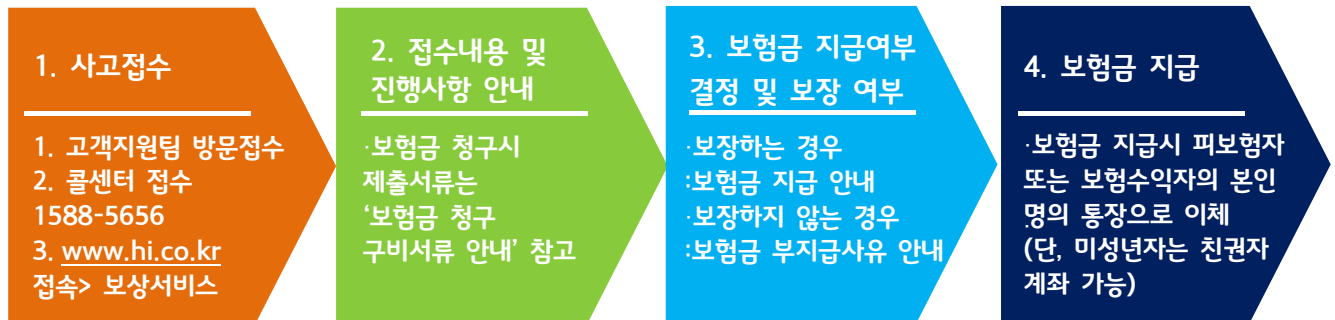 1. 사고접수
1. 고객지원팀 방문접수
2. 콜센터 접수
1588-5656
3. www.hi.co.kr
접속> 보상서비스
2. 접수내용 및
진행사항 안내
·보험금 청구시
제출서류는
‘보험금 청구
구비서류 안내’ 참고
3. 보험금 지급여부
결정 및 보장 여부
·보장하는 경우
:보험금 지급 안내
·보장하지 않는 경우
:보험금 부지급사유 안내
4. 보험금 지급
·보험금 지급시 피보험자
또는 보험수익자의 본인
명의 통장으로 이체
(단, 미성년자는 친권자
계좌 가능)